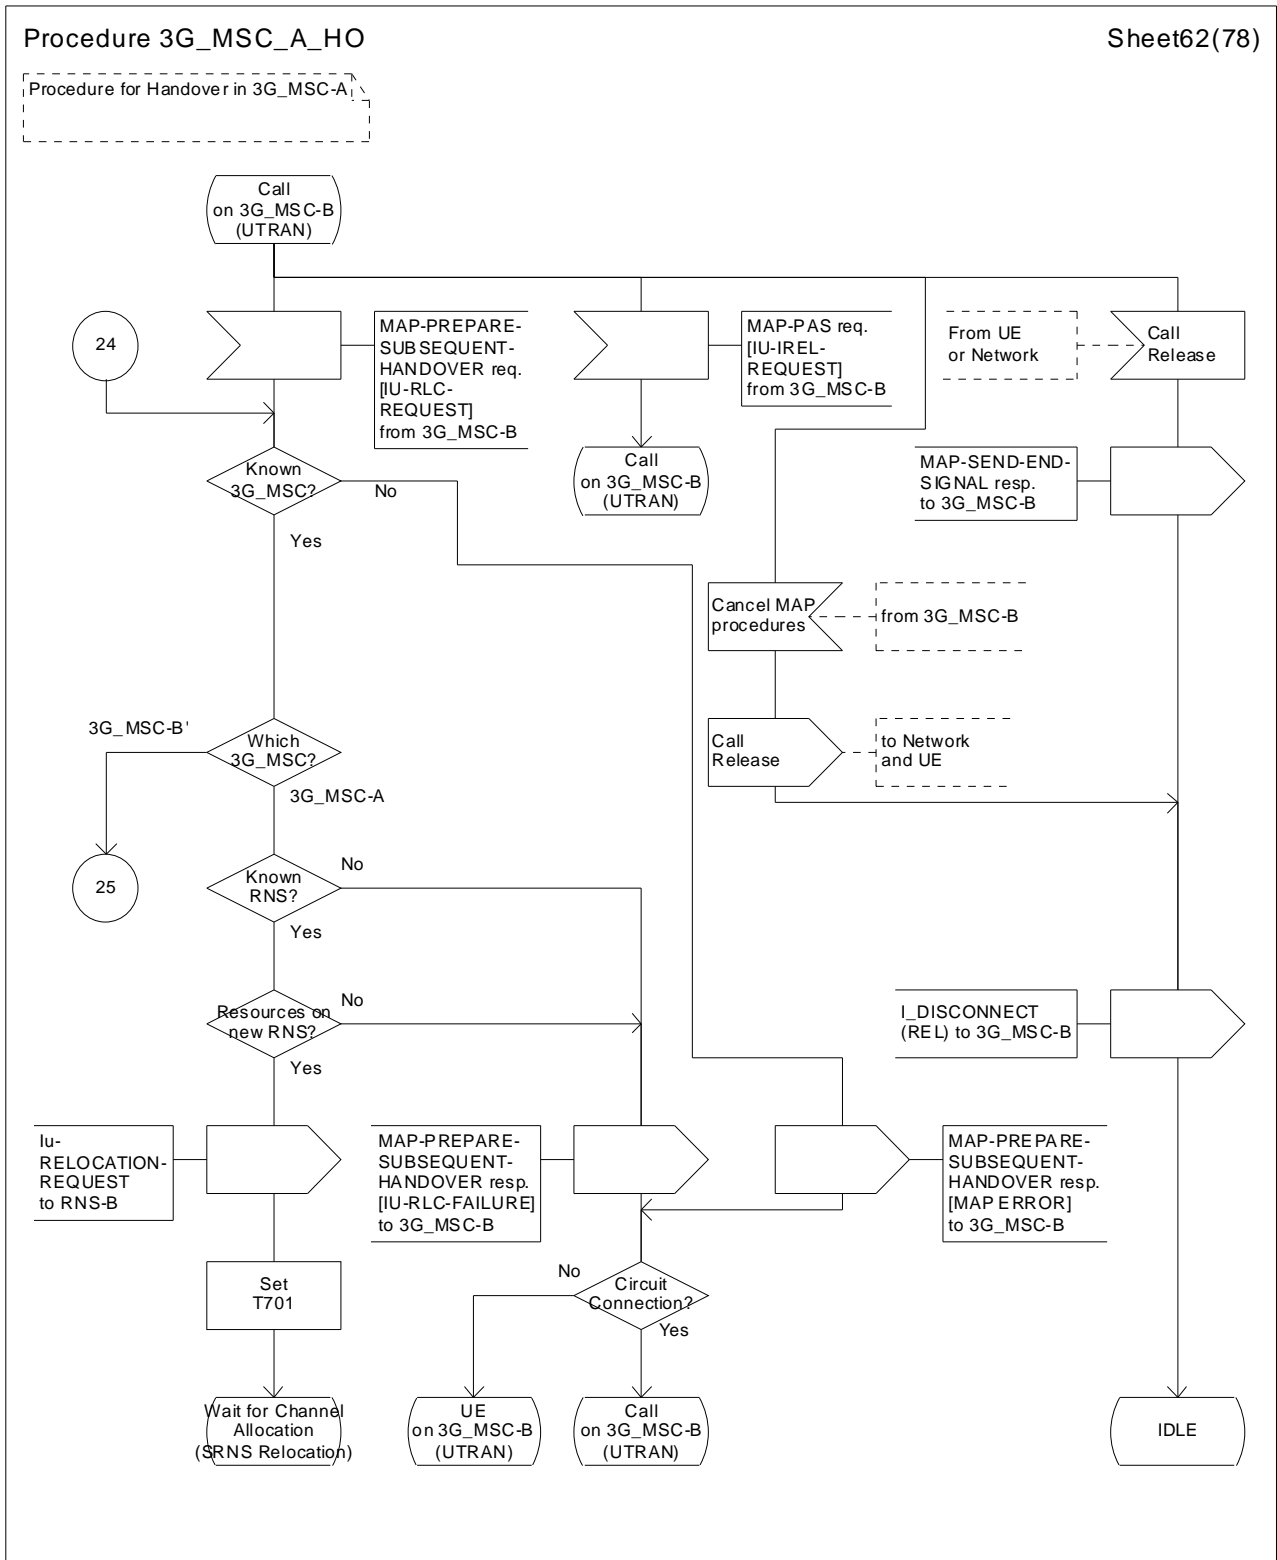 Procedure 3G_MSC_A_HO
Sheet62(78)
Procedure for Handover in 3G_MSC-A
Call
on 3G_MSC-B
(UTRAN)
24
MAP-PREPARE-
SUBSEQUENT-
HANDOVER req.
[IU-RLC-
REQUEST]
from 3G_MSC-B
MAP-PAS req.
[IU-IREL-
REQUEST]
from 3G_MSC-B
From UE
or Network
Call
Release
Known
3G_MSC?
No
Yes
Call
on 3G_MSC-B
(UTRAN)
MAP-SEND-END-
SIGNAL resp.
to 3G_MSC-B
Cancel MAP
procedures
from 3G_MSC-B
3G_MSC-B'
Which
3G_MSC?
3G_MSC-A
Call
Release
to Network
and UE
25
Known
RNS?
No
Yes
Resources on
new RNS?
No
Yes
I_DISCONNECT
(REL) to 3G_MSC-B
Iu-
RELOCATION-
REQUEST
to RNS-B
MAP-PREPARE-
SUBSEQUENT-
HANDOVER resp.
[IU-RLC-FAILURE]
to 3G_MSC-B
MAP-PREPARE-
SUBSEQUENT-
HANDOVER resp.
[MAP ERROR]
to 3G_MSC-B
Set
T701
No
Circuit
Connection?
Yes
Wait for Channel
Allocation
(SRNS Relocation)
UE
on 3G_MSC-B
(UTRAN)
Call
on 3G_MSC-B
(UTRAN)
IDLE